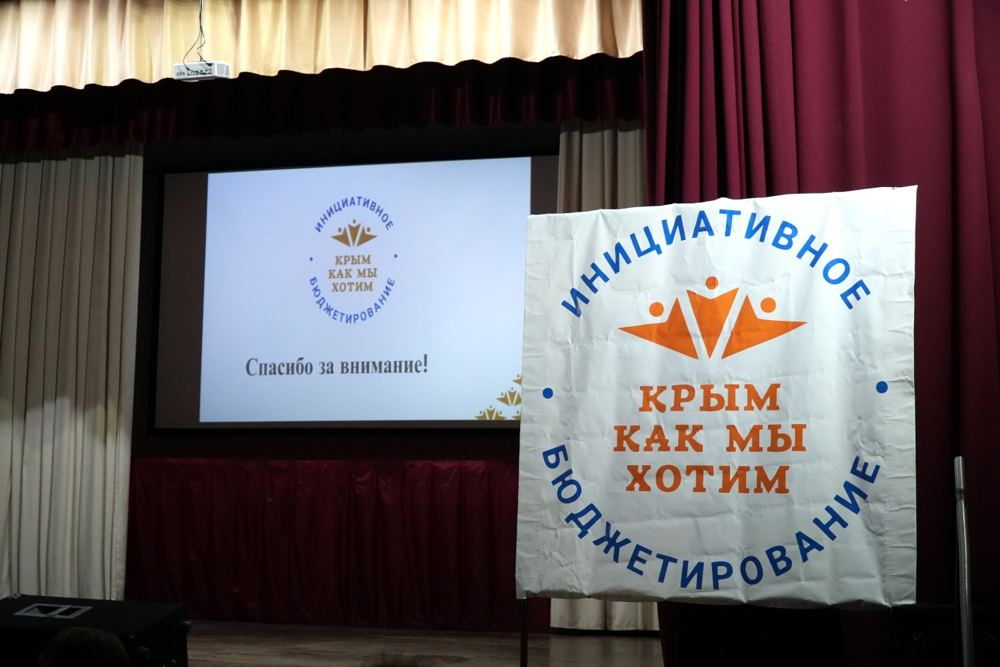 ИНИЦИАТИВНОЕ
КРЫМ
КАК МЫ
ХОТИМ
БЮДЖЕТИРОВАНИЕ
Спасибо за внимание!
ИНИЦИАТИВНОЕ
КРЫМ
КАК МЫ
ХОТИМ
БЮДЖЕТИРОВАНИЕ